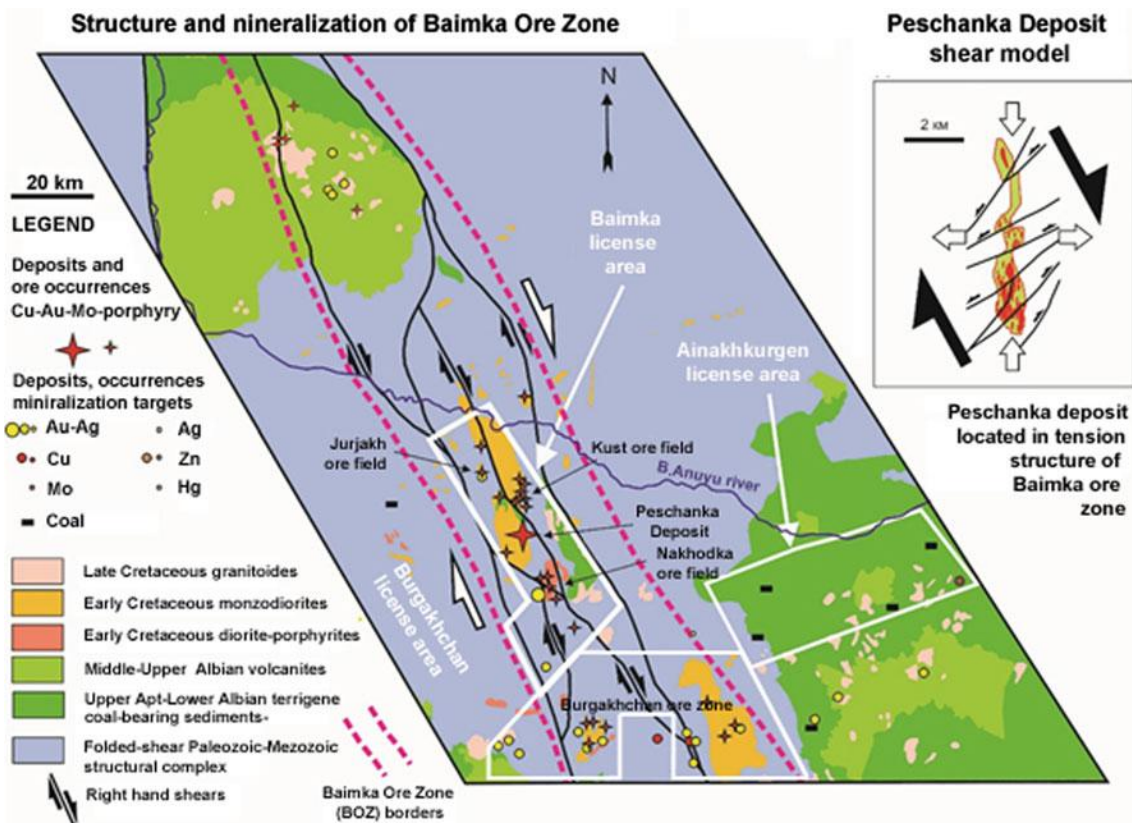 Structure and nineralization of Baimka Ore Zone
Peschanka Deposit
shear model
N
2 км
20 km
LEGEND
Deposits and
ore occurrences
Cu-Au-Mo-porphyry
Deposits, occurrences
miniralization targets
Au-Ag
Ag
Cu
Zn
Mo
Hg
Coal
Late Cretaceous granitoides
Early Cretaceous monzodiorites
Early Cretaceous diorite-porphyrites
Middle-Upper Albian volcanites
Upper Apt-Lower Albian terrigene
coal-bearing sediments-
Folded-shear Paleozoic-Mezozoic
structural complex
Right hand shears
Baimka Ore Zone
(BOZ) borders
Baimka
license
area
Ainakhkurgen
license area
Jurjakh
ore field
Kust ore field
B.Anuyu river
Peschanka
Deposit
Nakhodka
ore field
Burgakhchan
license area
Burgakhchan ore zone
Peschanka deposit
located in tension
structure of
Baimka ore
zone